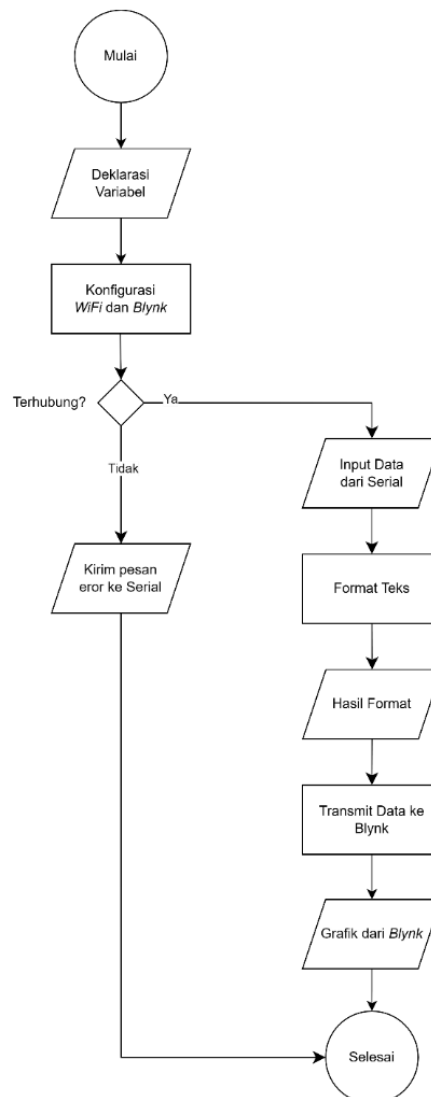 Mulai
Deklarasi
Variabel
Konfigurasi
WiFi dan Blynk
Terhubung?
Ya
Tidak
Input Data
dari Serial
Kirim pesan
eror ke Serial
Format Teks
Hasil Format
Transmit Data ke
Blynk
Grafik dari Blynk
Selesai